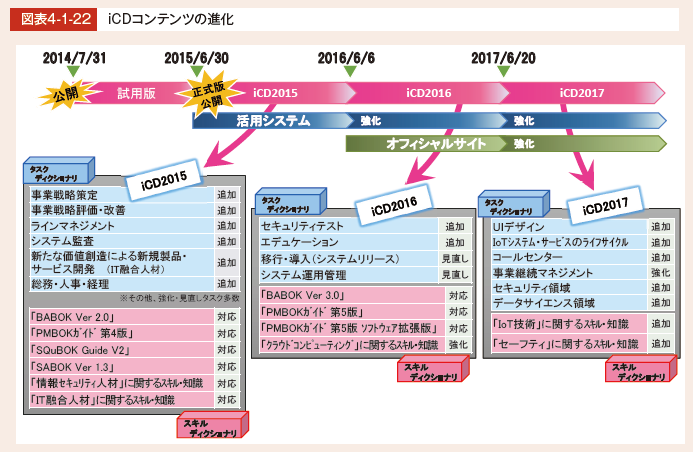 図表4-1-22 iCDコンテンツの進化
2014/7/31 2015/6/30 2016/6/6 2017/6/20
公開 試用版 正式版 公開 iCD2015 iCD2016 iCD2017
活用システム 強化 強化
オフィシャルサイト 強化
タスク
ディクショナリ
iCD2015
事業戦略策定 追加
事業戦略評価・改善 追加
ラインマネジメント 追加
システム監査 追加
新たな価値創造による新規製品・
サービス開発 (IT融合人材) 追加
総務・人事・経理 追加
※その他、強化・見直しタスク多数
「BABOK Ver 2.0」 対応
「PMBOKガイド 第4版」 対応
「SQuBOK Guide V2」 対応
「SABOK Ver 1.3」 対応
「情報セキュリティ人材」に関するスキル・知識 対応
「IT融合人材」に関するスキル・知識 対応
スキル
ディクショナリ
タスク
ディクショナリ
iCD2016
セキュリティテスト 追加
エデュケーション 追加
移行・導入(システムリリース) 見直し
システム運用管理 見直し
「BABOK Ver 3.0」 対応
「PMBOKガイド 第5版」 対応
「PMBOKガイド 第5版 ソフトウェア拡張版」 対応
「クラウドコンピューティング」に関するスキル・知識 強化
スキル
ディクショナリ
タスク
ディクショナリ
iCD2017
UIデザイン 追加
IoTシステム・サービスのライフサイクル 追加
コールセンター 追加
事業継続マネジメント 強化
セキュリティ領域 追加
データサイエンス領域 追加
「IoT技術」に関するスキル・知識 追加
「セーフティ」に関するスキル・知識 追加
スキル
ディクショナリ